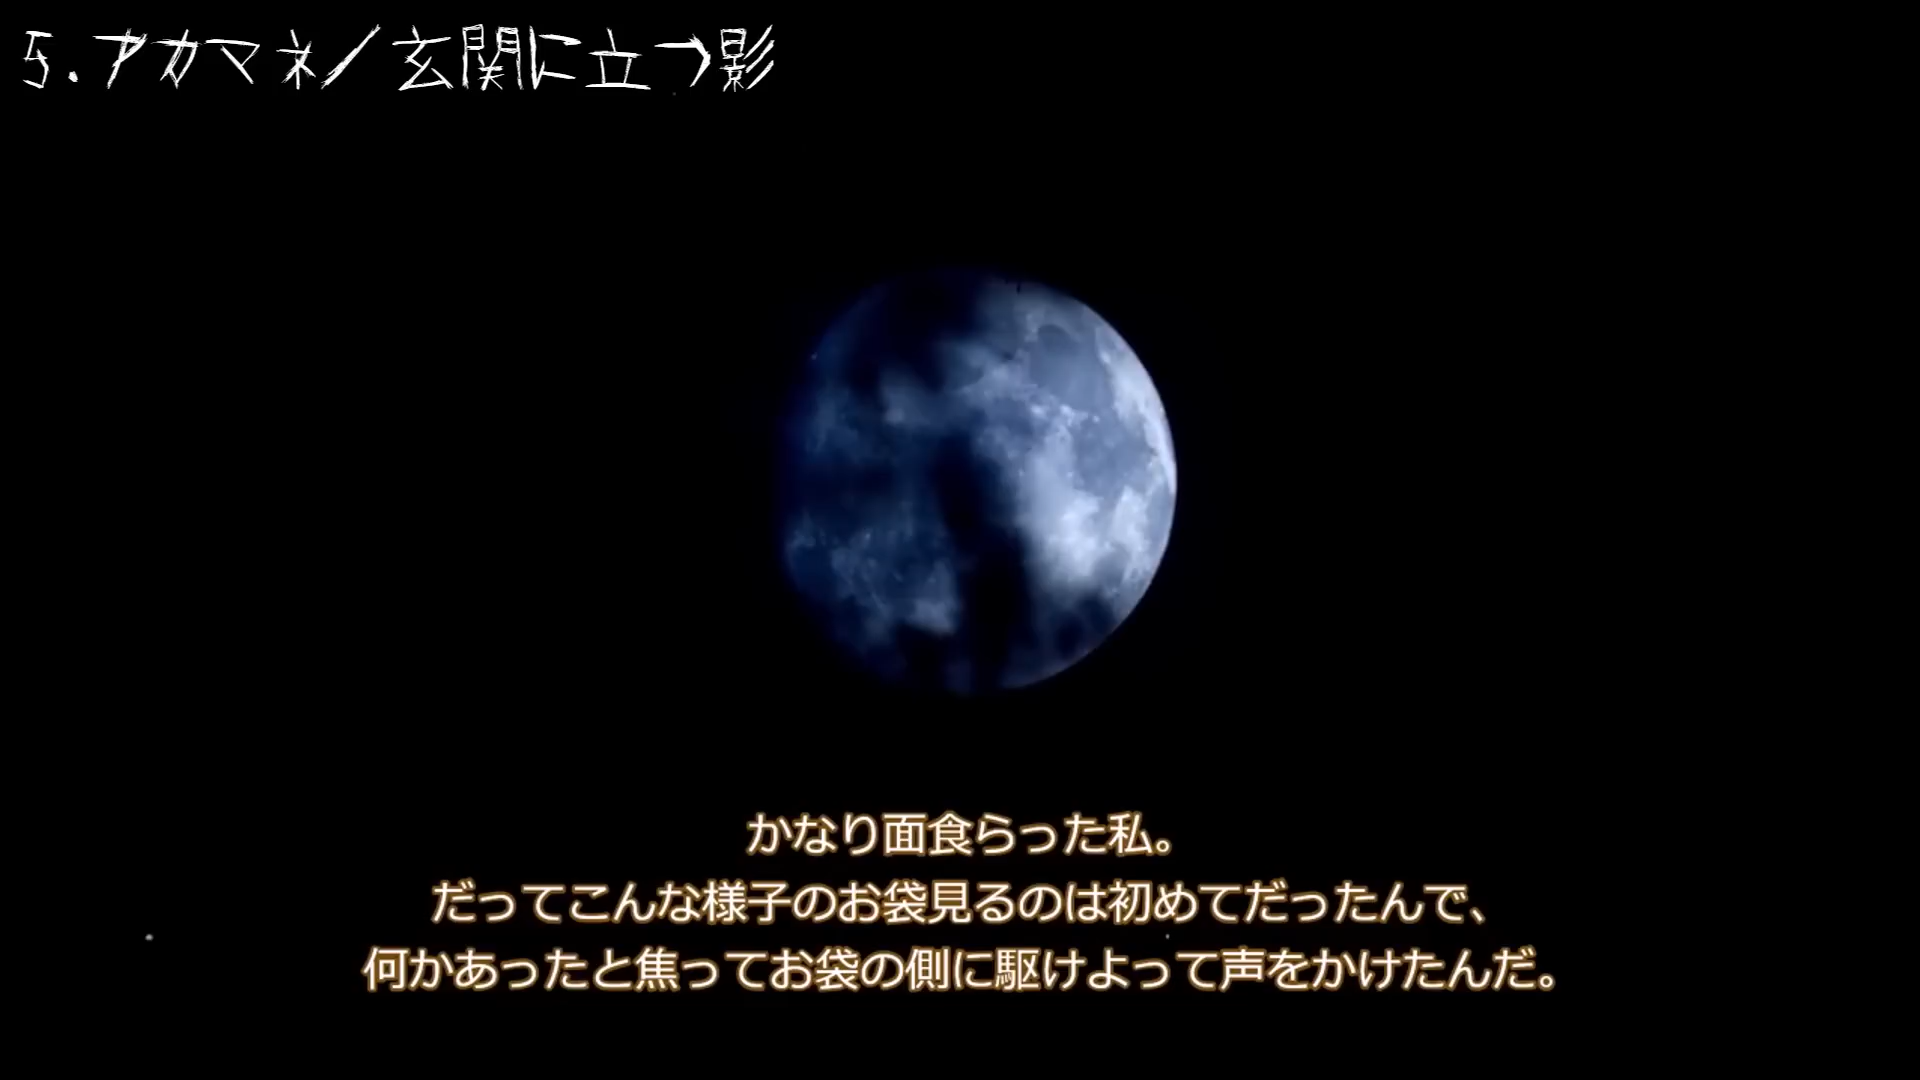 5.アカマネ/玄関に立つ影
かなり面食らった私。
だってこんな様子のお袋見るのは初めてだったんで、
何かあったと焦ってお袋の側に駆けよって声をかけたんだ。